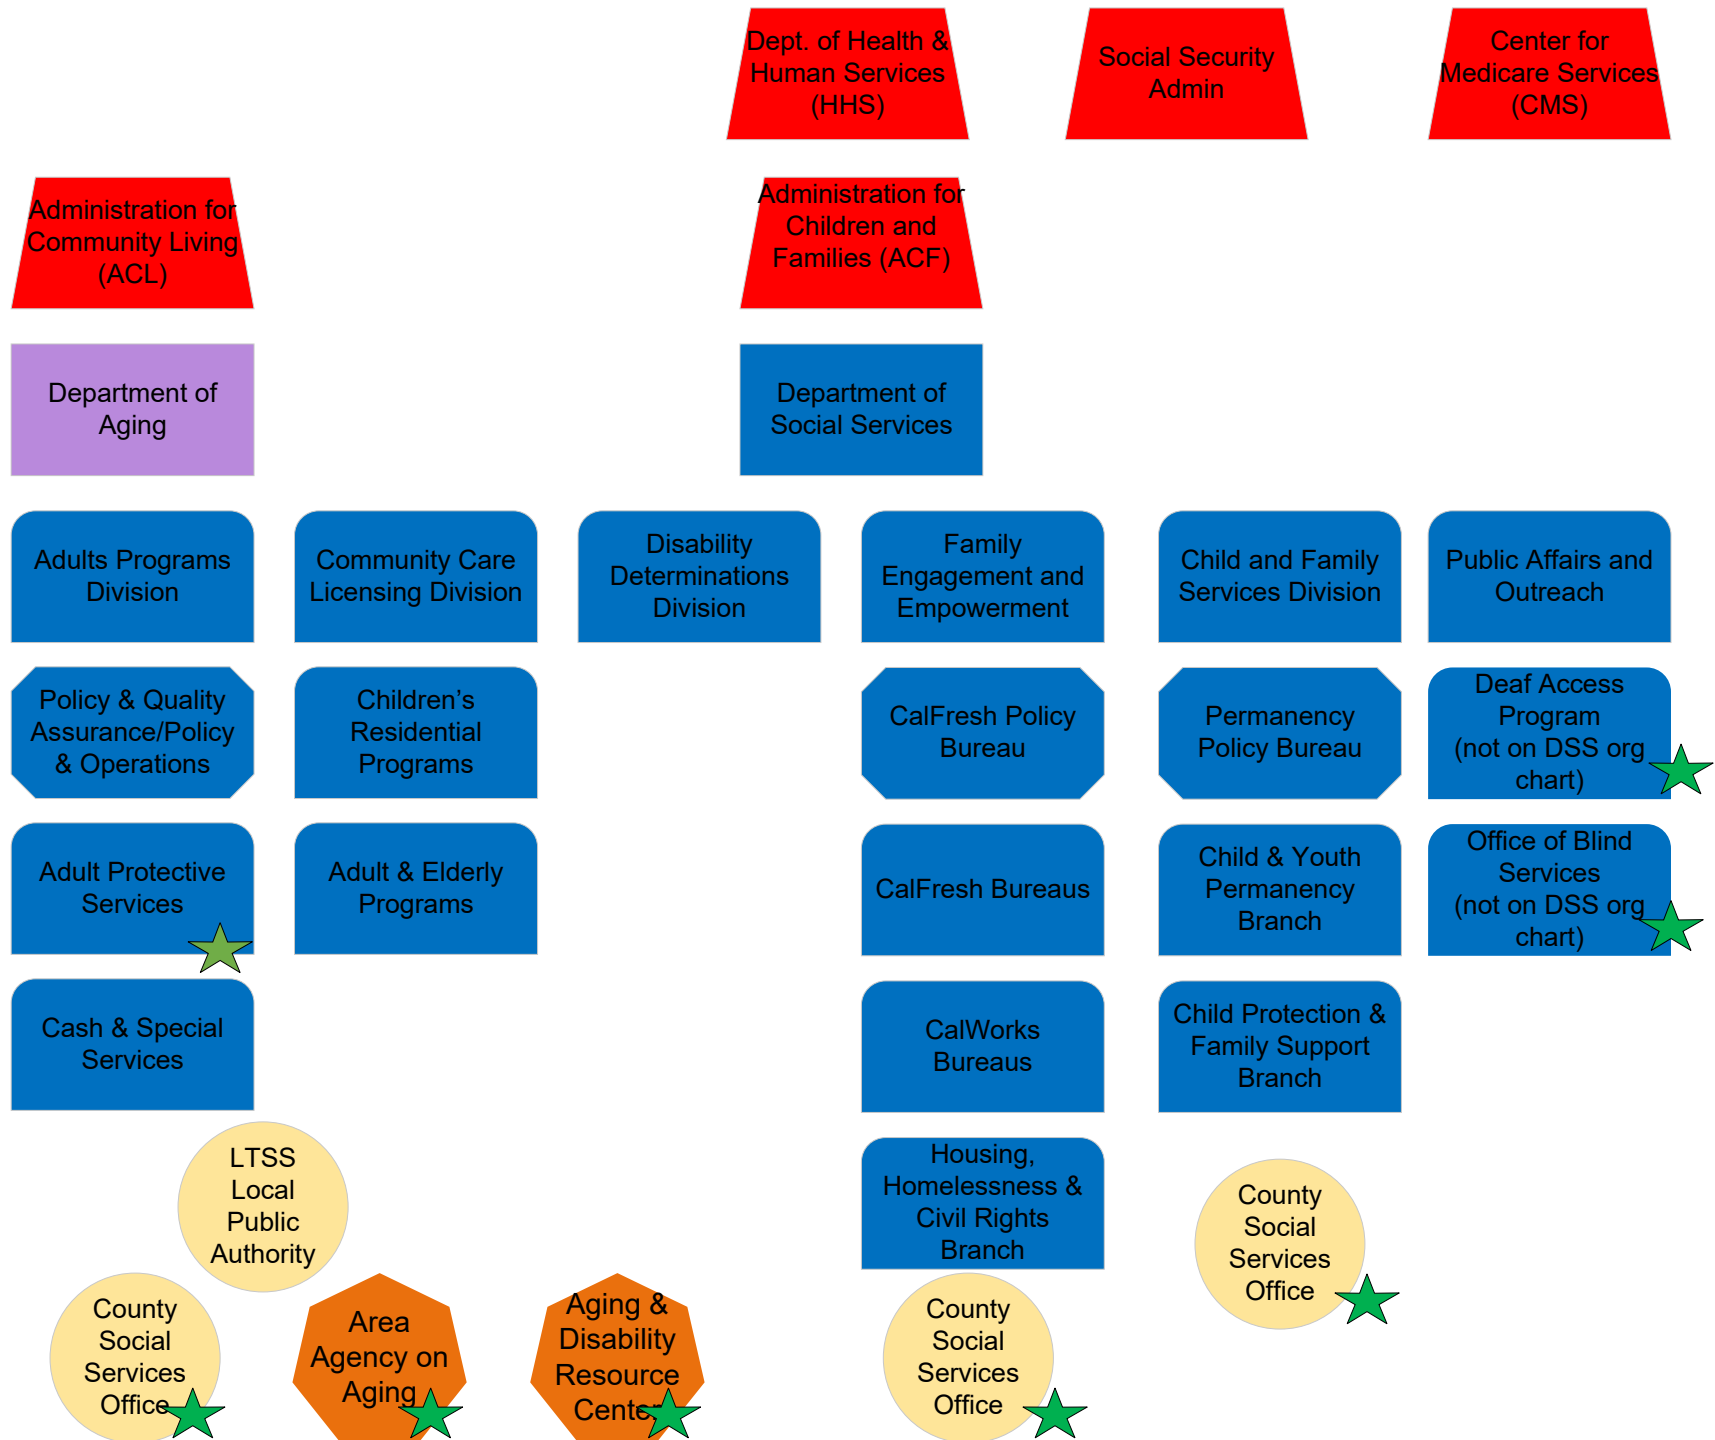 Dept. of Health &
Human Services
(HHS)
Social Security
Admin
Center for
Medicare Services
(CMS)
Administration for
Community Living
(ACL)
Administration for
Children and
Families (ACF)
Department of
Aging
Department of
Social Services
Adults Programs
Division
Community Care
Licensing Division
Disability
Determinations
Division
Family
Engagement and
Empowerment
Child and Family
Services Division
Public Affairs and
Outreach
Policy & Quality
Assurance/Policy
& Operations
Children’s
Residential
Programs
CalFresh Policy
Bureau
Permanency
Policy Bureau
Deaf Access
Program
(not on DSS org
chart)
Adult Protective
Services
Adult & Elderly
Programs
CalFresh Bureaus
Child & Youth
Permanency
Branch
Office of Blind
Services
(not on DSS org
chart)
Cash & Special
Services
CalWorks
Bureaus
Child Protection &
Family Support
Branch
LTSS
Local
Public
Authority
Housing,
Homelessness &
Civil Rights
Branch
County
Social
Services
Office
County
Social
Services
Office
Area
Agency on
Aging
Aging &
Disability
Resource
Center
County
Social
Services
Office